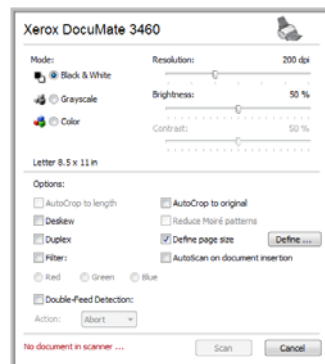 Xerox DocuMate 3460
Mode:
Black & White
Grayscale
Color
Resolution: 200 dpi
Brightness: 50 %
Contrast: 50 %
Letter 8.5 x 11 in
Options:
AutoCrop to length
AutoCrop to original
Deskew
Reduce Moiré patterns
Duplex
Define page size
Define ...
Filter:
AutoScan on document insertion
Red Green Blue
Double-Feed Detection:
Action: Abort
No document in scanner ...
Scan
Cancel